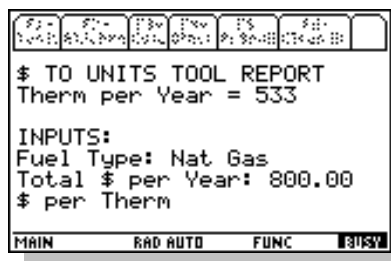 $ TO UNITS TOOL REPORT
Therm per Year = 533
INPUTS:
Fuel Type: Nat Gas
Total $ per Year: 800.00
$ per Therm
MAIN RAD AUTO FUNC BUSY